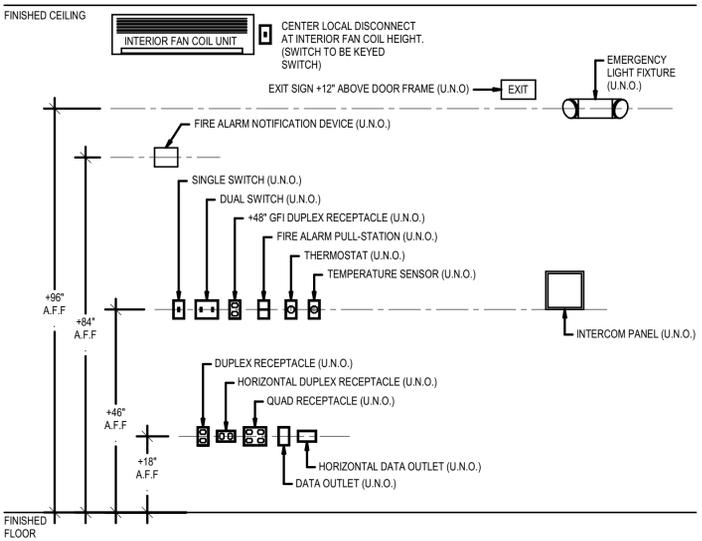 FINISHED CEILING
INTERIOR FAN COIL UNIT
CENTER LOCAL DISCONNECT
AT INTERIOR FAN COIL HEIGHT.
(SWITCH TO BE KEYED
SWITCH)
EMERGENCY
LIGHT FIXTURE
(U.N.O.)
EXIT SIGN +12" ABOVE DOOR FRAME (U.N.O)
EXIT
FIRE ALARM NOTIFICATION DEVICE (U.N.O.)
SINGLE SWITCH (U.N.O.)
DUAL SWITCH (U.N.O.)
+48" GFI DUPLEX RECEPTACLE (U.N.O.)
FIRE ALARM PULL-STATION (U.N.O.)
THERMOSTAT (U.N.O.)
TEMPERATURE SENSOR (U.N.O.)
+96"
A.F.F
+84"
A.F.F
INTERCOM PANEL (U.N.O.)
DUPLEX RECEPTACLE (U.N.O.)
HORIZONTAL DUPLEX RECEPTACLE (U.N.O.)
QUAD RECEPTACLE (U.N.O.)
+46"
A.F.F
+18"
A.F.F
HORIZONTAL DATA OUTLET (U.N.O.)
DATA OUTLET (U.N.O.)
FINISHED
FLOOR